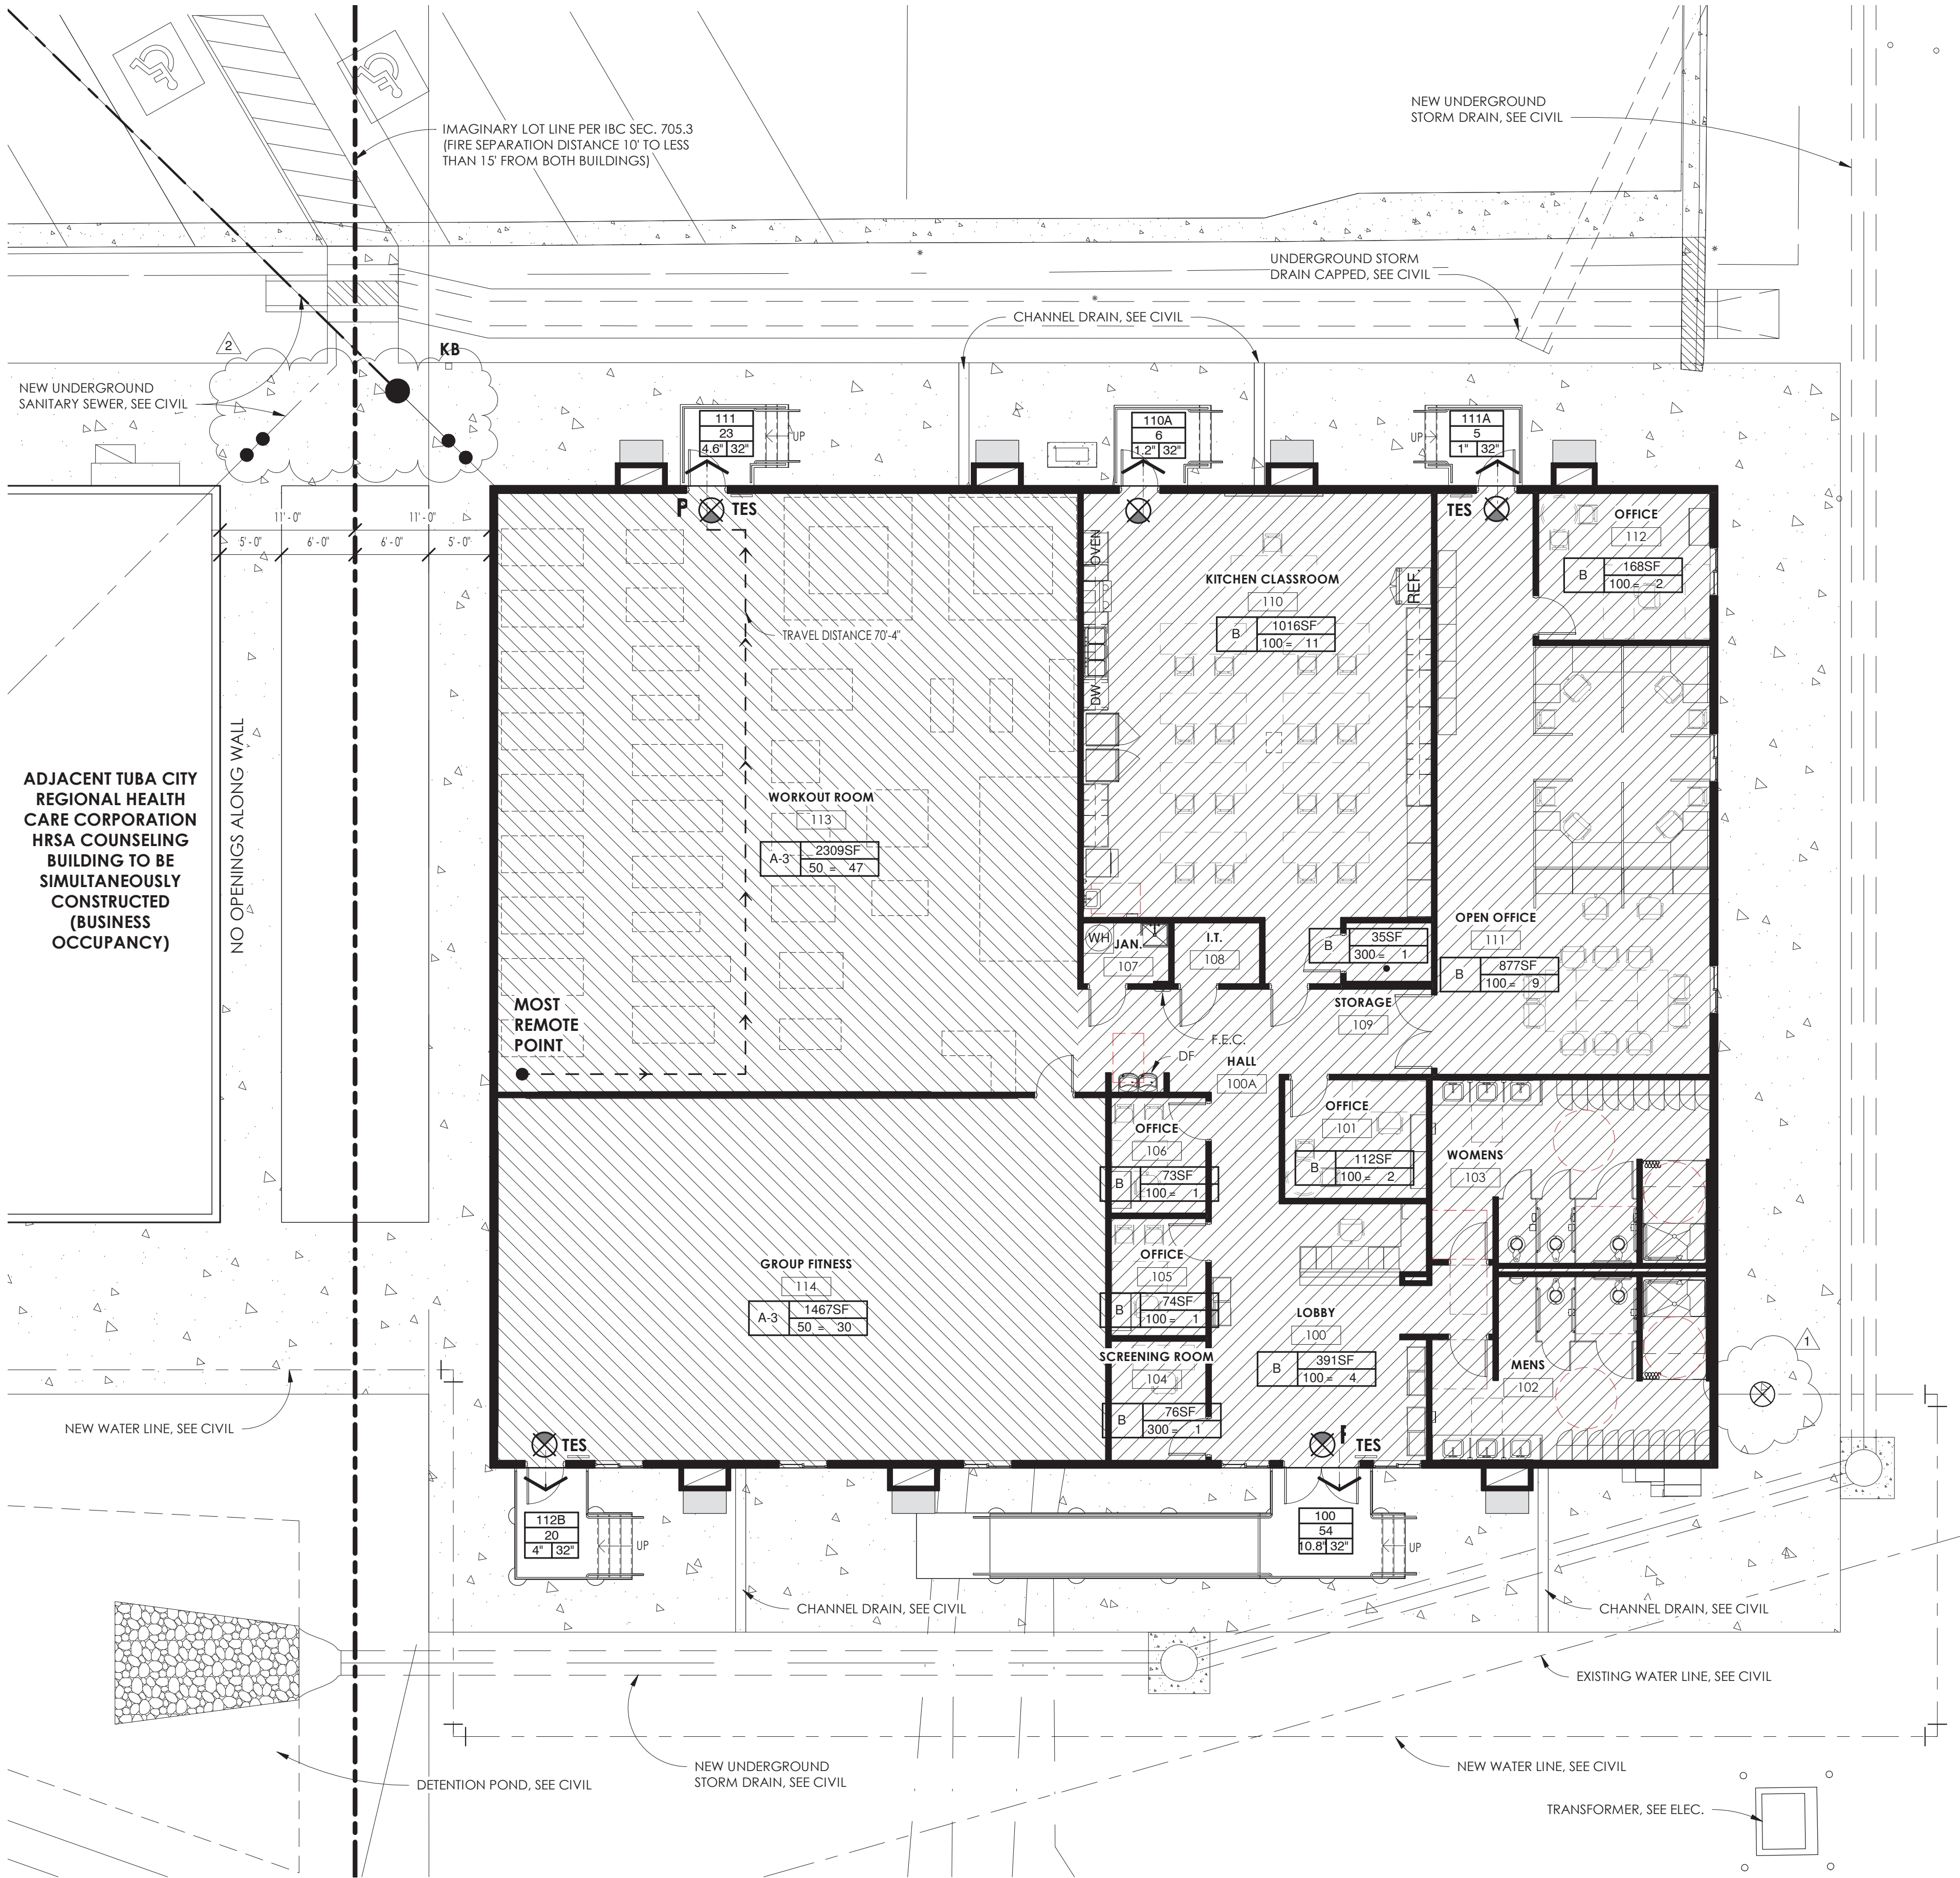 NEW UNDERGROUND
STORM DRAIN, SEE CIVIL
IMAGINARY LOT LINE PER IBC SEC. 705.3
(FIRE SEPARATION DISTANCE 10' TO LESS
THAN 15' FROM BOTH BUILDINGS)
UNDERGROUND STORM
DRAIN CAPPED, SEE CIVIL
CHANNEL DRAIN, SEE CIVIL
2
KB
NEW UNDERGROUND
SANITARY SEWER, SEE CIVIL
111
23
4.6" 32"
UP
110A
6
1.2" 32"
UP
111A
5
1" 32"
P
TES
TES
OFFICE
112
B 168SF
100 = 2
11' - 0"
11' - 0"
5' - 0"
6' - 0"
6' - 0"
5' - 0"
OVEN
KITCHEN CLASSROOM
110
B 1016SF
100 = 11
REF.
DW
TRAVEL DISTANCE 70'-4"
NO OPENINGS ALONG WALL
ADJACENT TUBA CITY
REGIONAL HEALTH
CARE CORPORATION
HRSA COUNSELING
BUILDING TO BE
SIMULTANEOUSLY
CONSTRUCTED
(BUSINESS
OCCUPANCY)
WORKOUT ROOM
113
A-3 2309SF
50 = 47
OPEN OFFICE
111
B 877SF
100 = 9
WH
JAN.
107
I.T.
108
B 35SF
300 = 1
STORAGE
109
MOST
REMOTE
POINT
F.E.C.
DF
HALL
100A
OFFICE
106
B 73SF
100 = 1
OFFICE
101
B 112SF
100 = 2
WOMENS
103
OFFICE
105
B 74SF
100 = 1
GROUP FITNESS
114
A-3 1467SF
50 = 30
LOBBY
100
B 391SF
100 = 4
SCREENING ROOM
104
B 76SF
300 = 1
MENS
102
1
NEW WATER LINE, SEE CIVIL
TES
TES
112B
20
4" 32"
UP
100
54
10.8" 32"
UP
CHANNEL DRAIN, SEE CIVIL
CHANNEL DRAIN, SEE CIVIL
EXISTING WATER LINE, SEE CIVIL
NEW UNDERGROUND
STORM DRAIN, SEE CIVIL
DETENTION POND, SEE CIVIL
NEW WATER LINE, SEE CIVIL
TRANSFORMER, SEE ELEC.